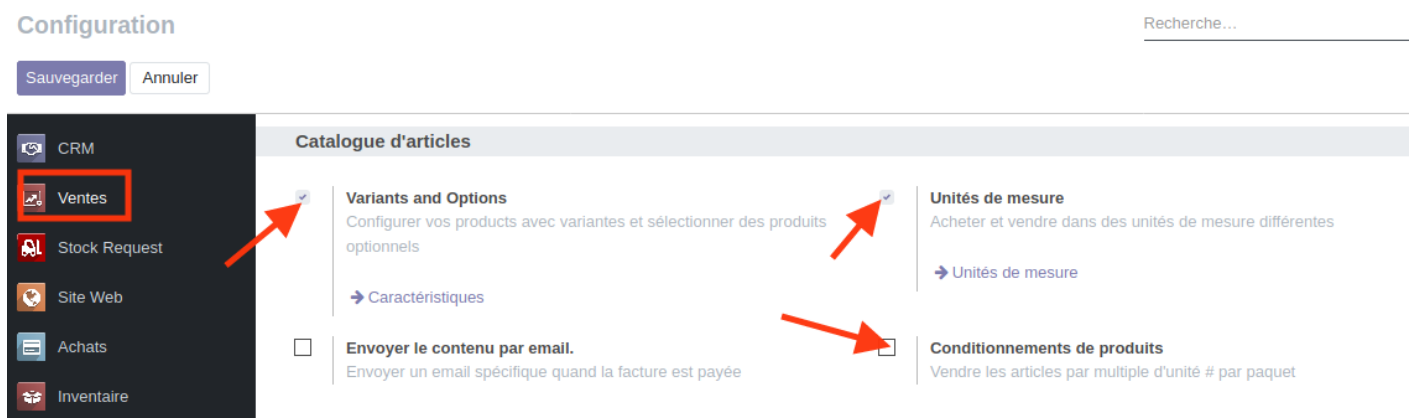 Configuration
Recherche…
Sauvegarder
Annuler
CRM
Ventes
Stock Request
Site Web
Achats
Inventaire
Catalogue d'articles
Variants and Options
Configurer vos products avec variantes et sélectionner des produits
optionnels
Caractéristiques
Unités de mesure
Acheter et vendre dans des unités de mesure différentes
Unités de mesure
Envoyer le contenu par email.
Envoyer un email spécifique quand la facture est payée
Conditionnements de produits
Vendre les articles par multiple d'unité # par paquet